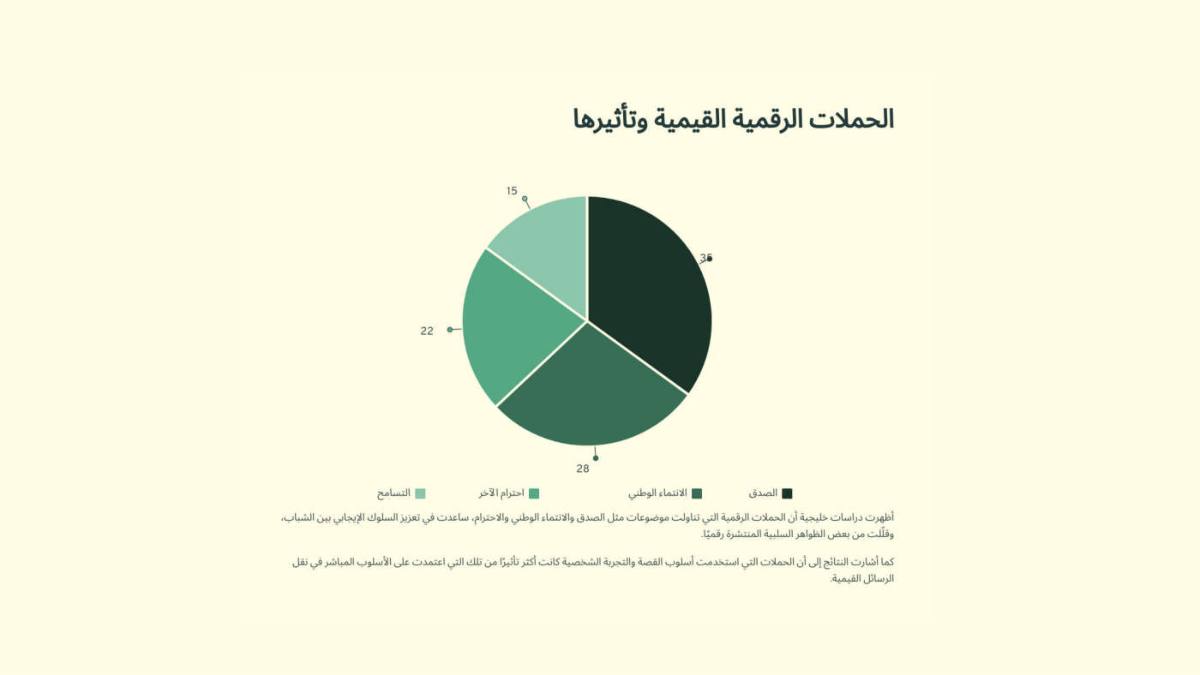 الحملات الرقمية القيمية وتأثيرها
15
35
22
28
الصدق
الانتماء الوطني
احترام الآخر
التسامح
أظهرت دراسات خليجية أن الحملات الرقمية التي تناولت موضوعات مثل الصدق والانتماء الوطني والاحترام، ساعدت في تعزيز السلوك الإيجابي بين الشباب،
وقلّلت من بعض الظواهر السلبية المنتشرة رقميًا.
كما أشارت النتائج إلى أن الحملات التي استخدمت أسلوب القصة والتجربة الشخصية كانت أكثر تأثيرًا من تلك التي اعتمدت على الأسلوب المباشر في نقل
الرسائل القيمية.